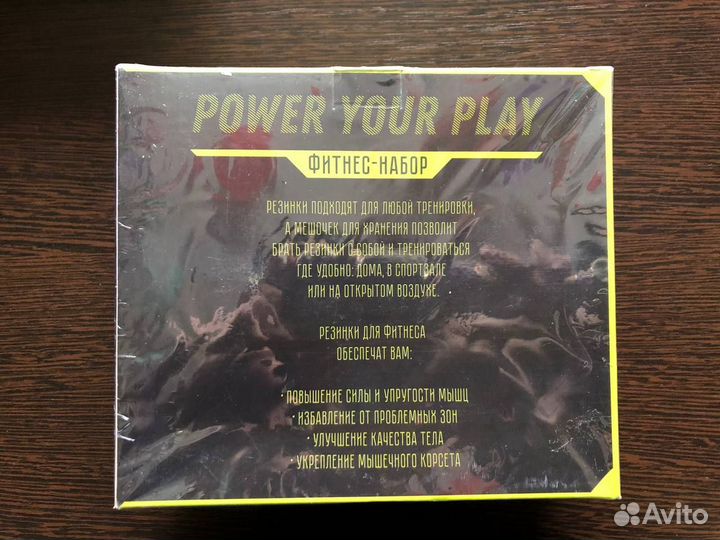 POWER YOUR PLAY
ФИТНЕС-НАБОР
РЕЗИНКИ ПОДХОДЯТ ДЛЯ ЛЮБОЙ ТРЕНИРОВКИ,
А МЕШОЧЕК ДЛЯ ХРАНЕНИЯ ПОЗВОЛИТ
БРАТЬ РЕЗИНКИ С СОБОЙ И ТРЕНИРОВАТЬСЯ
ГДЕ УДОБНО: ДОМА, В СПОРТЗАЛЕ
ИЛИ НА ОТКРЫТОМ ВОЗДУХЕ.
РЕЗИНКИ ДЛЯ ФИТНЕСА
ОБЕСПЕЧАТ ВАМ:
• ПОВЫШЕНИЕ СИЛЫ И УПРУГОСТИ МЫШЦ
• ИЗБАВЛЕНИЕ ОТ ПРОБЛЕМНЫХ ЗОН
• УЛУЧШЕНИЕ КАЧЕСТВА ТЕЛА
• УКРЕПЛЕНИЕ МЫШЕЧНОГО КОРСЕТА
Avito